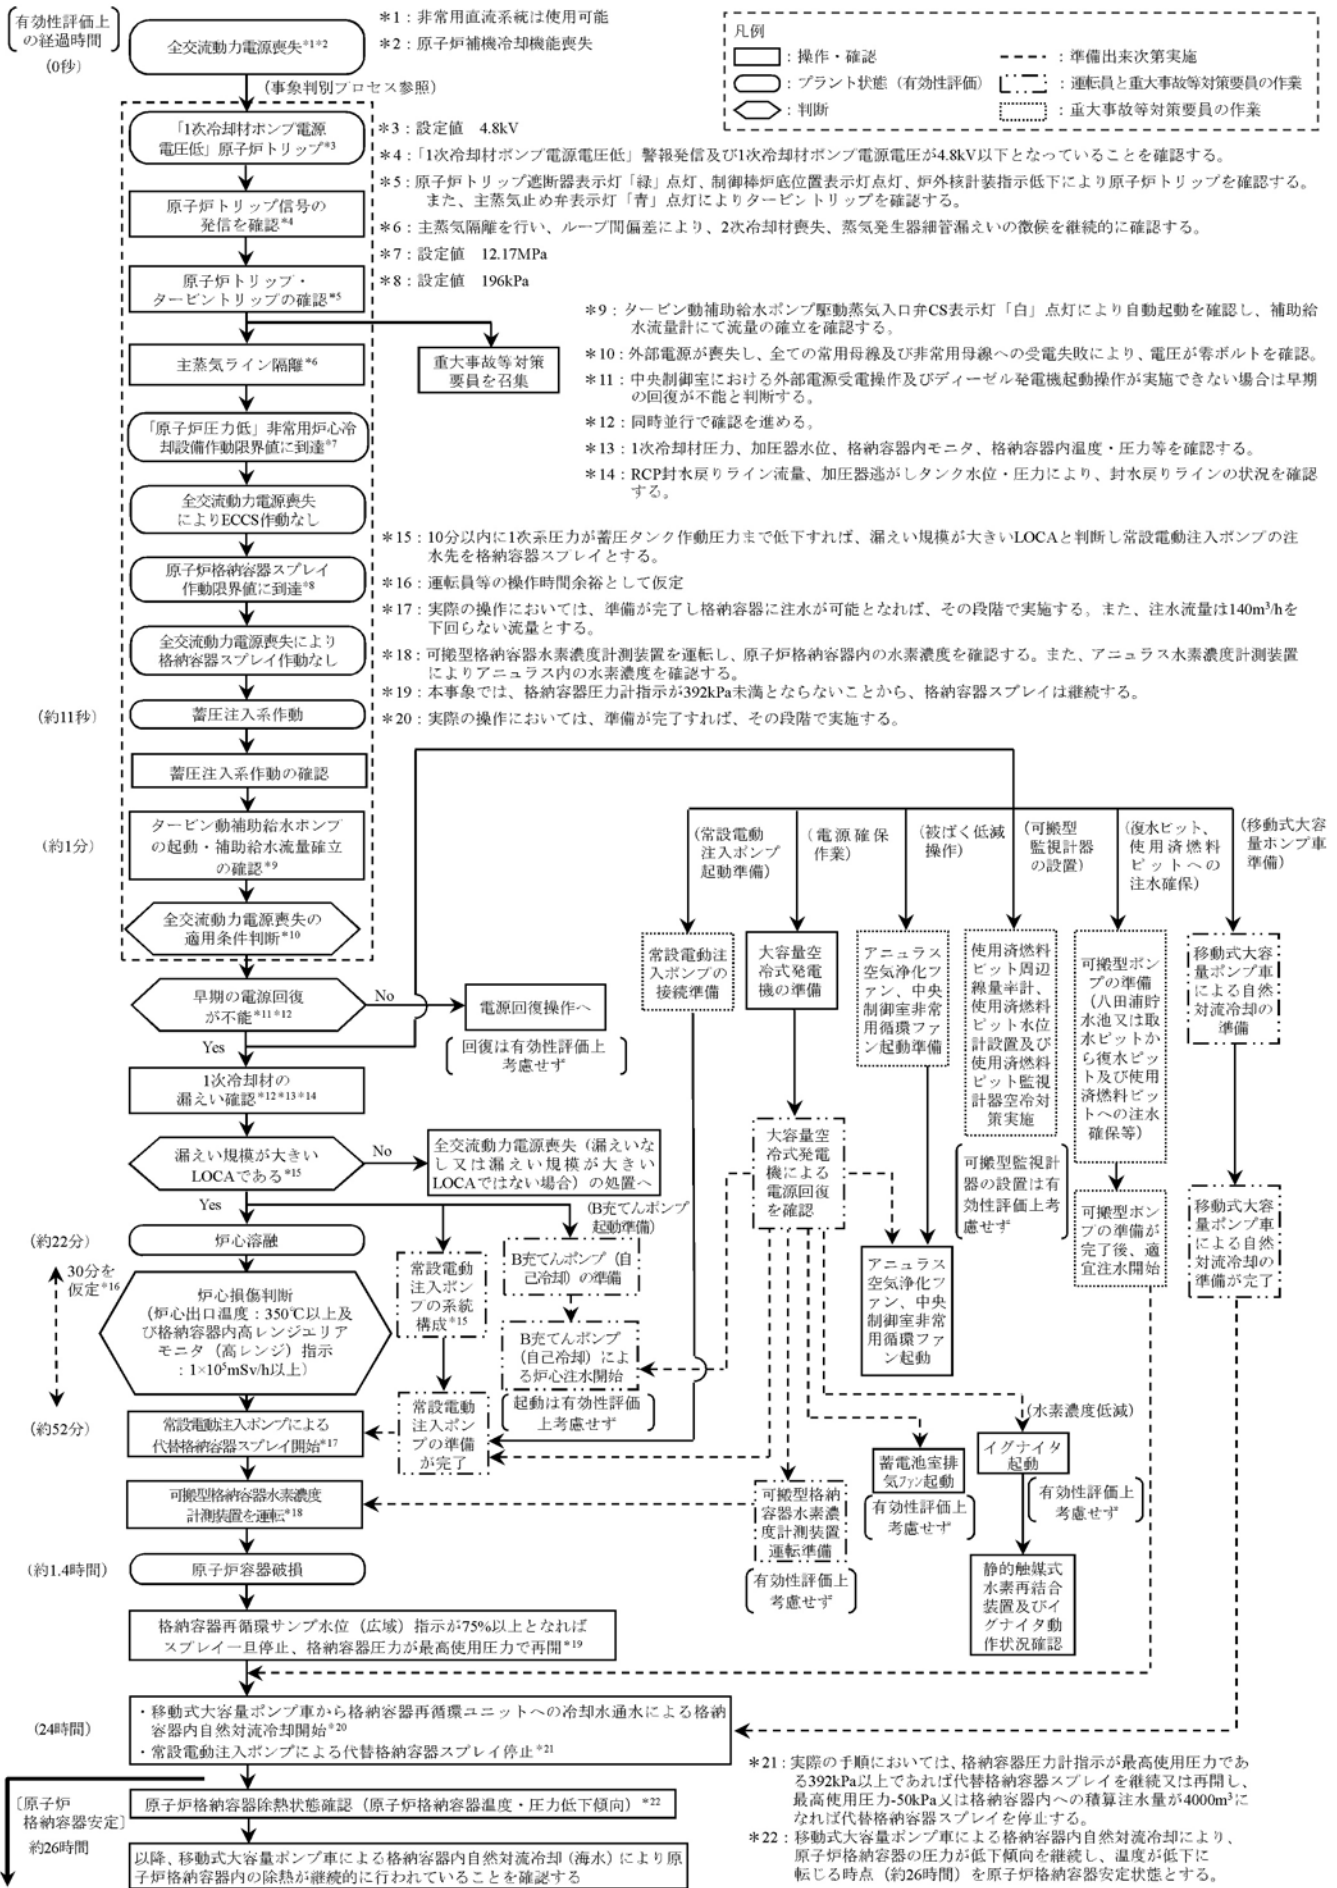 有効性評価上
の経過時間
(0秒)
全交流動力電源喪失*1*2
*1：非常用直流系統は使用可能
*2：原子炉補機冷却機能喪失
凡例
：操作・確認
：準備出来次第実施
：プラント状態（有効性評価）
：運転員と重大事故等対策要員の作業
：判断
：重大事故等対策要員の作業
(事象判別プロセス参照)
「1次冷却材ポンプ電源
電圧低」原子炉トリップ*3
*3：設定値　4.8kV
*4：「1次冷却材ポンプ電源電圧低」警報発信及び1次冷却材ポンプ電源電圧が4.8kV以下となっていることを確認する。
*5：原子炉トリップ遮断器表示灯「緑」点灯、制御棒炉底位置表示灯点灯、炉外核計装指示低下により原子炉トリップを確認する。
また、主蒸気止め弁表示灯「青」点灯によりタービントリップを確認する。
原子炉トリップ信号の
発信を確認*4
*6：主蒸気隔離を行い、ループ間偏差により、2次冷却材喪失、蒸気発生器細管漏えいの徴候を継続的に確認する。
*7：設定値　12.17MPa
*8：設定値　196kPa
原子炉トリップ・
タービントリップの確認*5
*9：タービン動補助給水ポンプ駆動蒸気入口弁CS表示灯「白」点灯により自動起動を確認し、補助給
水流量計にて流量の確立を確認する。
主蒸気ライン隔離*6
重大事故等対策
要員を召集
*10：外部電源が喪失し、全ての常用母線及び非常用母線への受電失敗により、電圧が零ボルトを確認。
*11：中央制御室における外部電源受電操作及びディーゼル発電機起動操作が実施できない場合は早期
の回復が不能と判断する。
*12：同時並行で確認を進める。
*13：1次冷却材圧力、加圧器水位、格納容器内モニタ、格納容器内温度・圧力等を確認する。
*14：RCP封水戻りライン流量、加圧器逃がしタンク水位・圧力により、封水戻りラインの状況を確認
する。
「原子炉圧力低」非常用炉心冷
却設備作動限界値に到達*7
全交流動力電源喪失
によりECCS作動なし
*15：10分以内に1次系圧力が蓄圧タンク作動圧力まで低下すれば、漏えい規模が大きいLOCAと判断し常設電動注入ポンプの注
水先を格納容器スプレイとする。
原子炉格納容器スプレイ
作動限界値に到達*8
*16：運転員等の操作時間余裕として仮定
*17：実際の操作においては、準備が完了し格納容器に注水が可能となれば、その段階で実施する。また、注水流量は140m³/hを
下回らない流量とする。
全交流動力電源喪失により
格納容器スプレイ作動なし
*18：可搬型格納容器水素濃度計測装置を運転し、原子炉格納容器内の水素濃度を確認する。また、アニュラス水素濃度計測装置
によりアニュラス内の水素濃度を確認する。
*19：本事象では、格納容器圧力計指示が392kPa未満とならないことから、格納容器スプレイは継続する。
*20：実際の操作においては、準備が完了すれば、その段階で実施する。
(約11秒)
蓄圧注入系作動
蓄圧注入系作動の確認
(約1分)
タービン動補助給水ポンプ
の起動・補助給水流量確立
の確認*9
全交流動力電源喪失の
適用条件判断*10
早期の電源回復
が不能*11*12
No
電源回復操作へ
回復は有効性評価上
考慮せず
Yes
(常設電動
注入ポンプ
起動準備)
(電源確保
作業)
(被ばく低減
操作)
(可搬型
監視計器
の設置)
(復水ピット、
使用済燃料
ピットへの
注水確保)
(移動式大容
量ポンプ車
準備)
常設電動注
入ポンプの
接続準備
大容量空
冷式発電
機の準備
アニュラス
空気浄化フ
ァン、中央
制御室非常
用循環ファ
ン起動準備
使用済燃料
ピット周辺
線量率計、
使用済燃料
ピット水位
計設置及び
使用済燃料
ピット監視
計器空冷対
策実施
可搬型ポンプ
の準備
(八田浦貯
水池又は取
水ピットか
ら復水ピッ
ト及び使用
済燃料ピッ
トへの注水
確保等)
移動式大容
量ポンプ車
による自然
対流冷却の
準備
1次冷却材の
漏えい確認*12*13*14
漏えい規模が大きい
LOCAである*15
No
全交流動力電源喪失（漏えいな
し又は漏えい規模が大きい
LOCAではない場合）の処置へ
Yes
大容量空
冷式発電
機による
電源回復
を確認
可搬型監視計
器の設置は有
効性評価上考
慮せず
可搬型ポン
プの準備が
完了後、適
宜注水開始
移動式大容
量ポンプ車
による自然
対流冷却の
準備が完了
(B充てんポンプ
起動準備)
(約22分)
炉心溶融
30分を
仮定*16
炉心損傷判断
(炉心出口温度：350℃以上及
び格納容器内高レンジエリア
モニタ（高レンジ）指示
：1×10⁵mSv/h以上)
常設電動
注入ポン
プの系統
構成*15
B充てんポンプ（自
己冷却）の準備
B充てんポンプ
(自己冷却）によ
る炉心注水開始
起動は有効性評価
上考慮せず
アニュラス
空気浄化フ
ァン、中央
制御室非常
用循環ファ
ン起動
(約52分)
常設電動注入ポンプによる
代替格納容器スプレイ開始*17
常設電動
注入ポン
プの準備
が完了
(水素濃度低減)
蓄電池室排
気ファン起動
有効性評価上
考慮せず
イグナイタ
起動
有効性評価上
考慮せず
可搬型格納容器水素濃度
計測装置を運転*18
可搬型格納
容器水素濃
度計測装置
運転準備
有効性評価上
考慮せず
静的触媒式
水素再結合
装置及びイ
グナイタ動
作状況確認
(約1.4時間)
原子炉容器破損
格納容器再循環サンプ水位（広域）指示が75%以上となれば
スプレイ一旦停止、格納容器圧力が最高使用圧力で再開*19
(24時間)
・移動式大容量ポンプ車から格納容器再循環ユニットへの冷却水通水による格納
容器内自然対流冷却開始*20
・常設電動注入ポンプによる代替格納容器スプレイ停止*21
*21：実際の手順においては、格納容器圧力計指示が最高使用圧力であ
る392kPa以上であれば代替格納容器スプレイを継続又は再開し、
最高使用圧力-50kPa又は格納容器内への積算注水量が4000m³に
なれば代替格納容器スプレイを停止する。
*22：移動式大容量ポンプ車による格納容器内自然対流冷却により、
原子炉格納容器の圧力が低下傾向を継続し、温度が低下に
転じる時点（約26時間）を原子炉格納容器安定状態とする。
〔原子炉
格納容器安定〕
約26時間
原子炉格納容器除熱状態確認（原子炉格納容器温度・圧力低下傾向）*22
以降、移動式大容量ポンプ車による格納容器内自然対流冷却（海水）により原
子炉格納容器内の除熱が継続的に行われていることを確認する